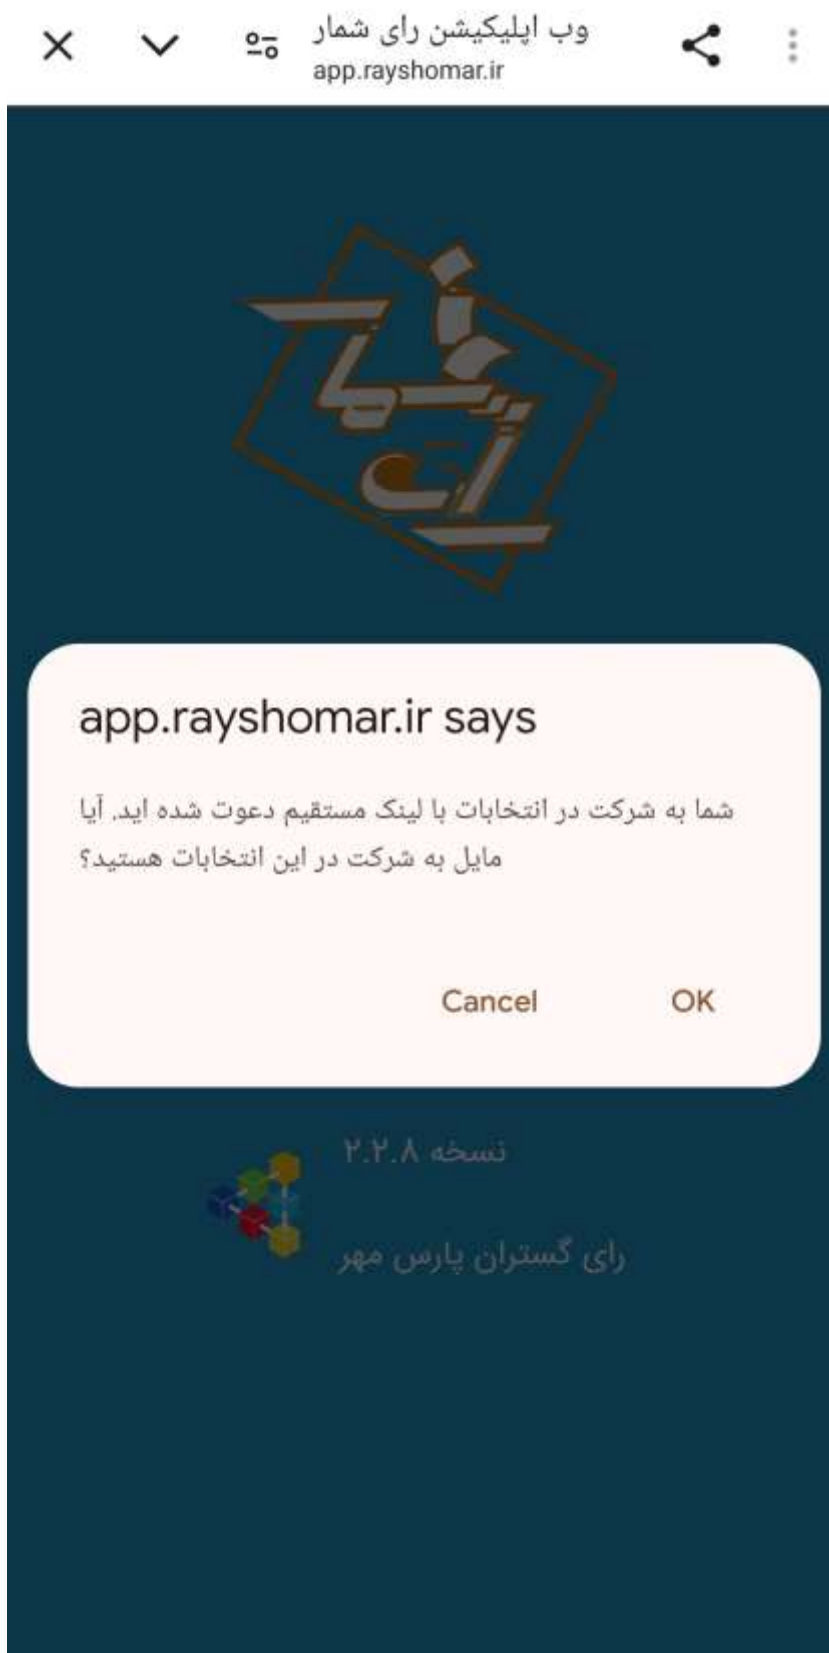 وب اپلیکیشن رای شمار
app.rayshomar.ir
رای شمار
app.rayshomar.ir says
شما به شرکت در انتخابات با لینک مستقیم دعوت شده اید. آیا
مایل به شرکت در این انتخابات هستید؟
Cancel
OK
نسخه ۲.۲.۸
رای گستران پارس مهر